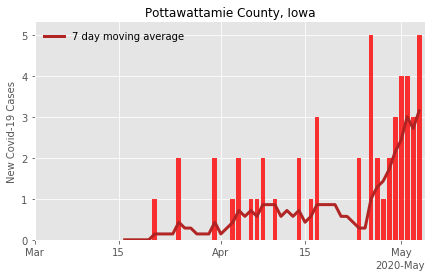 Pottawattamie County, Iowa
7 day moving average
New Covid-19 Cases
5
4
3
2
1
0
Mar 15 Apr 15 May
2020-May